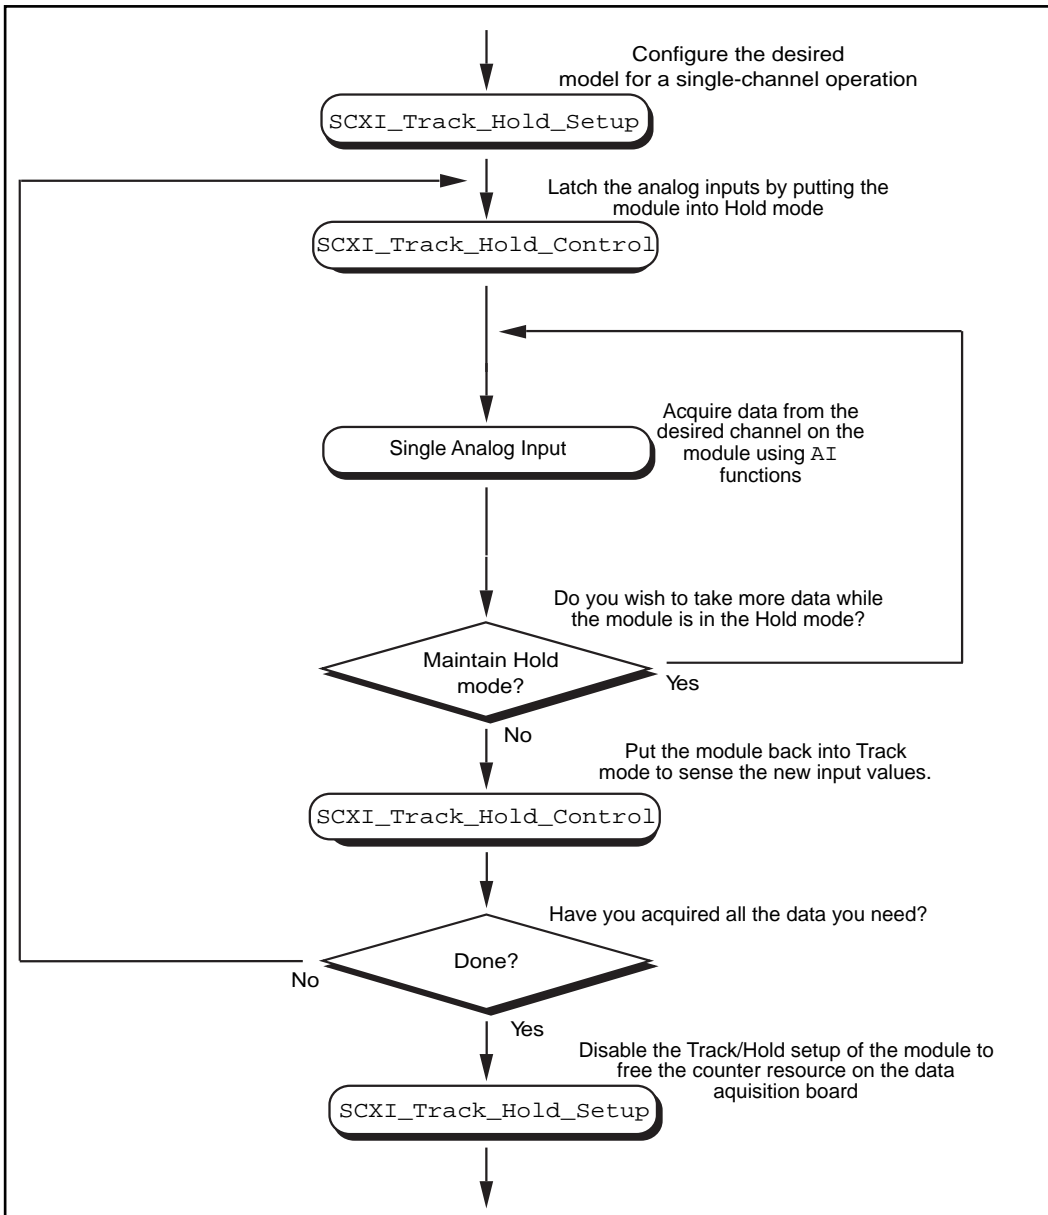 Configure the desired
model for a single-channel operation
SCXI_Track_Hold_Setup
Latch the analog inputs by putting the
module into Hold mode
SCXI_Track_Hold_Control
Single Analog Input
Acquire data from the
desired channel on the
module using AI
functions
Do you wish to take more data while
the module is in the Hold mode?
Maintain Hold
mode?
Yes
No
Put the module back into Track
mode to sense the new input values.
SCXI_Track_Hold_Control
Have you acquired all the data you need?
Done?
No
Yes
Disable the Track/Hold setup of the module to
free the counter resource on the data
aquisition board
SCXI_Track_Hold_Setup